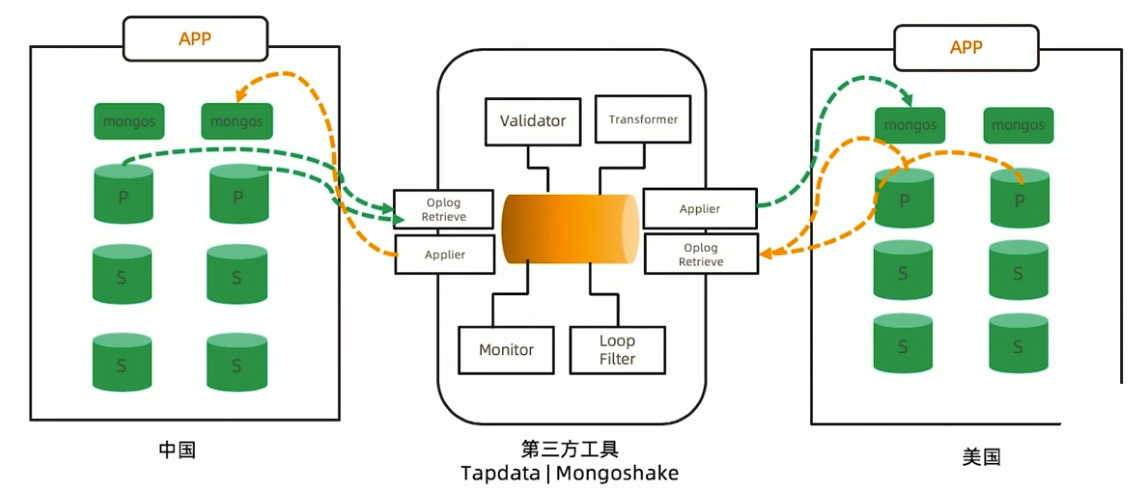 APP
mongos
mongos
P
P
S
S
S
S
中国
Validator
Transformer
Oplog
Retrieve
Applier
Applier
Oplog
Retrieve
Monitor
Loop
Filter
第三方工具
Tapdata | Mongoshake
APP
mongos
mongos
P
P
S
S
S
S
美国